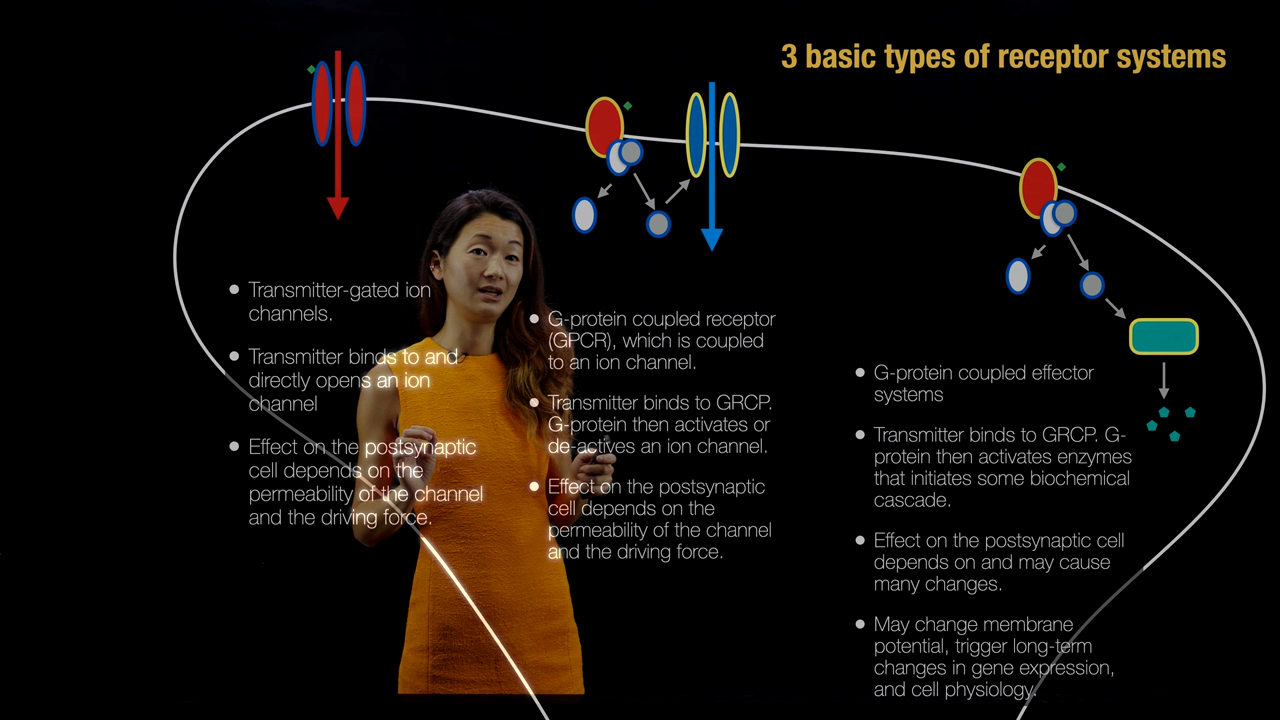 3 basic types of receptor systems
● Transmitter-gated ion
channels.
● Transmitter binds to and
directly opens an ion
channel
● Effect on the postsynaptic
cell depends on the
permeability of the channel
and the driving force.
● G-protein coupled receptor
(GPCR), which is coupled
to an ion channel.
● Transmitter binds to GRCP.
G-protein then activates or
de-actives an ion channel.
● Effect on the postsynaptic
cell depends on the
permeability of the channel
and the driving force.
● G-protein coupled effector
systems
● Transmitter binds to GRCP. G-
protein then activates enzymes
that initiates some biochemical
cascade.
● Effect on the postsynaptic cell
depends on and may cause
many changes.
● May change membrane
potential, trigger long-term
changes in gene expression,
and cell physiology.